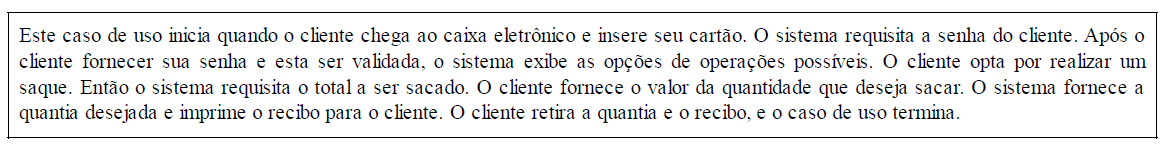 Este caso de uso inicia quando o cliente chega ao caixa eletrônico e insere seu cartão. O sistema requisita a senha do cliente. Após o
cliente fornecer sua senha e esta ser validada, o sistema exibe as opções de operações possíveis. O cliente opta por realizar um
saque. Então o sistema requisita o total a ser sacado. O cliente fornece o valor da quantidade que deseja sacar. O sistema fornece a
quantia desejada e imprime o recibo para o cliente. O cliente retira a quantia e o recibo, e o caso de uso termina.